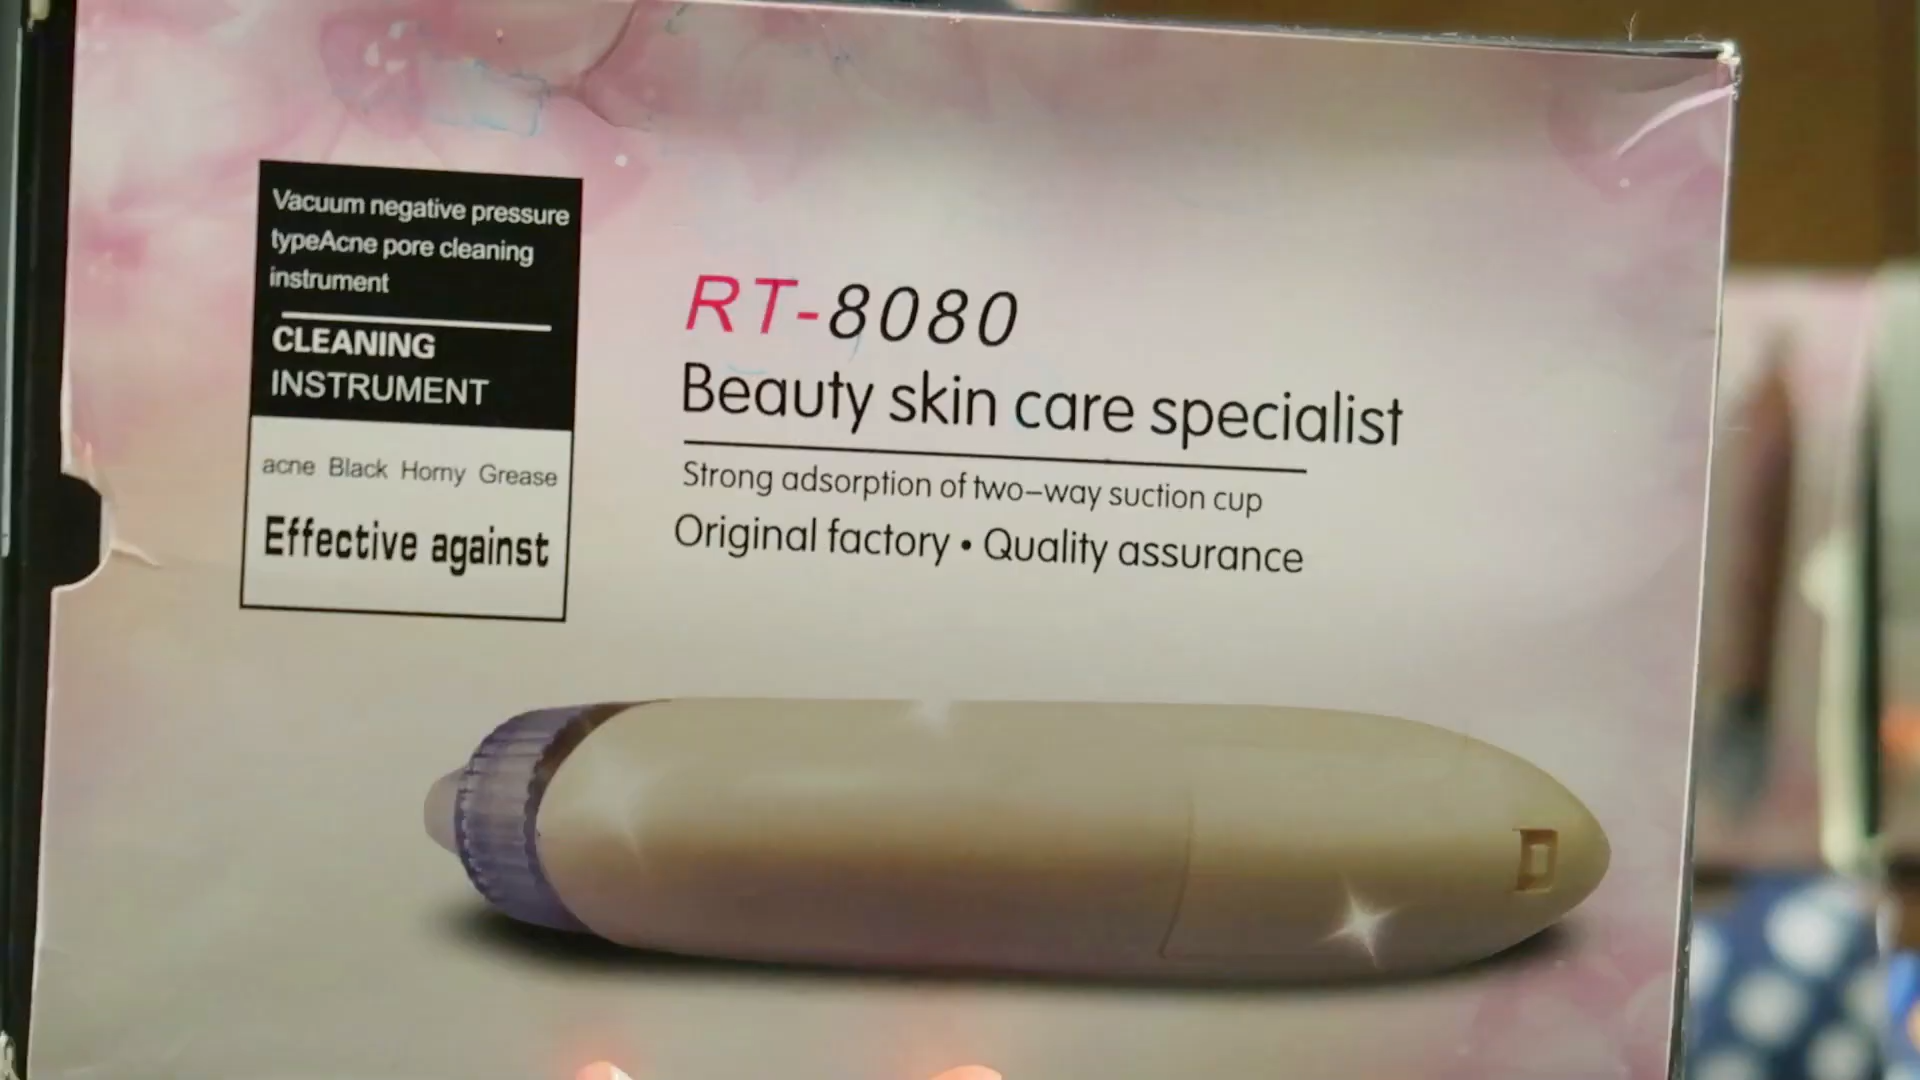 Vacuum negative pressure
typeAcne pore cleaning
instrument
CLEANING
INSTRUMENT
acne Black Horny Grease
Effective against
RT-8080
Beauty skin care specialist
Strong adsorption of two–way suction cup
Original factory • Quality assurance